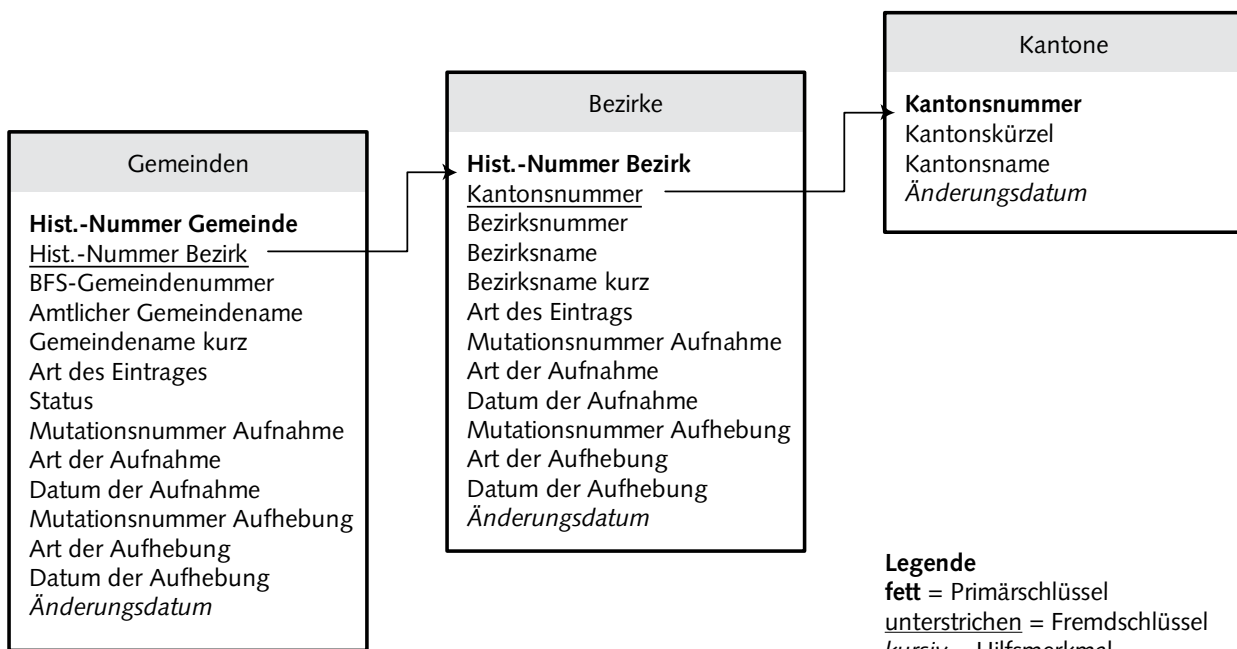 Gemeinden
Hist.-Nummer Gemeinde
Hist.-Nummer Bezirk
BFS-Gemeindenummer
Amtlicher Gemeindename
Gemeindename kurz
Art des Eintrages
Status
Mutationsnummer Aufnahme
Art der Aufnahme
Datum der Aufnahme
Mutationsnummer Aufhebung
Art der Aufhebung
Datum der Aufhebung
Änderungsdatum
Bezirke
Hist.-Nummer Bezirk
Kantonsnummer
Bezirksnummer
Bezirksname
Bezirksname kurz
Art des Eintrags
Mutationsnummer Aufnahme
Art der Aufnahme
Datum der Aufnahme
Mutationsnummer Aufhebung
Art der Aufhebung
Datum der Aufhebung
Änderungsdatum
Kantone
Kantonsnummer
Kantonskürzel
Kantonsname
Änderungsdatum
Legende
fett = Primärschlüssel
unterstrichen = Fremdschlüssel
kursiv = Hilfsmerkmal